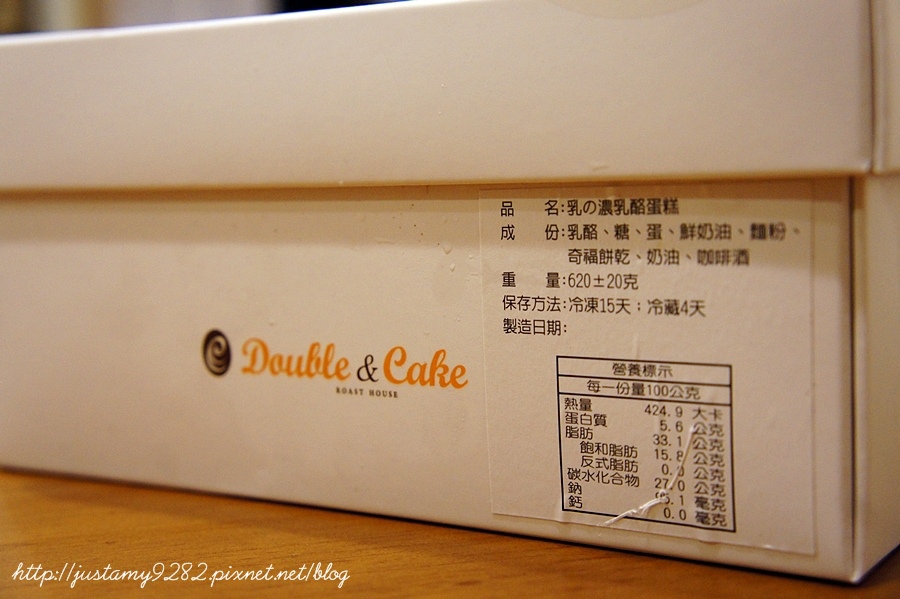 品 名:乳の濃乳酪蛋糕
成 份:乳酪、糖、蛋、鮮奶油、麵粉、
奇福餅乾、奶油、咖啡酒
重 量:620±20克
保存方法:冷凍15天;冷藏4天
製造日期:
Double & Cake
ROAST HOUSE
營養標示
每一份量100公克
熱量 424.9 大卡
蛋白質 5.6 公克
脂肪 33.1 公克
飽和脂肪 15.8 公克
反式脂肪 0.0 公克
碳水化合物 27.0 公克
鈉 5.1 毫克
鈣 0.0 毫克
http://justamy9282.pixnet.net/blog